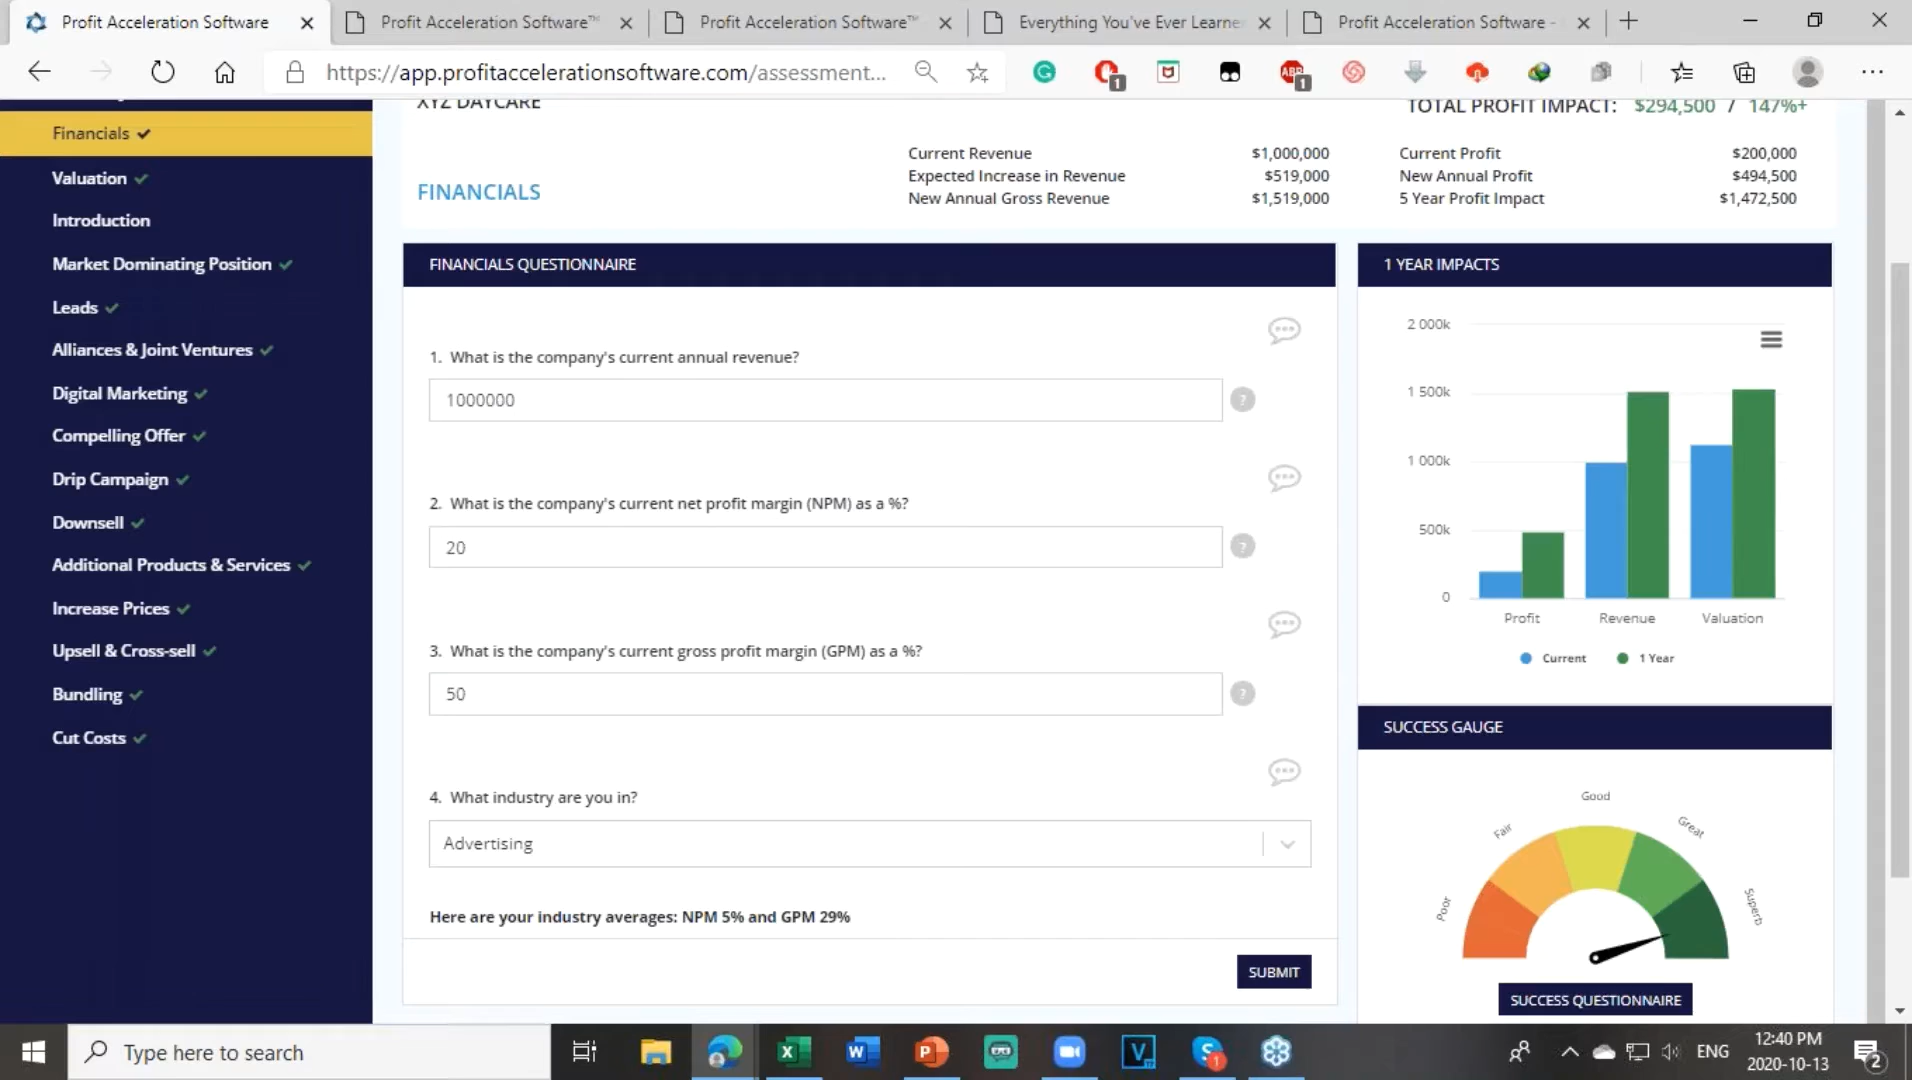 Profit Acceleration Software
Profit Acceleration Software™
Profit Acceleration Software™
Everything You've Ever Learne
Profit Acceleration Software -
https://app.profitaccelerationsoftware.com/assessment...
1
ABP
1
XYZ DAYCARE
TOTAL PROFIT IMPACT: $294,500 / 147%+
Financials
Valuation
Introduction
Market Dominating Position
Leads
Alliances & Joint Ventures
Digital Marketing
Compelling Offer
Drip Campaign
Downsell
Additional Products & Services
Increase Prices
Upsell & Cross-sell
Bundling
Cut Costs
FINANCIALS
Current Revenue $1,000,000
Expected Increase in Revenue $519,000
New Annual Gross Revenue $1,519,000
Current Profit $200,000
New Annual Profit $494,500
5 Year Profit Impact $1,472,500
FINANCIALS QUESTIONNAIRE
1. What is the company's current annual revenue?
1000000
?
2. What is the company's current net profit margin (NPM) as a %?
20
?
3. What is the company's current gross profit margin (GPM) as a %?
50
?
4. What industry are you in?
Advertising
Here are your industry averages: NPM 5% and GPM 29%
SUBMIT
1 YEAR IMPACTS
2 000k
1 500k
1 000k
500k
0
Profit Revenue Valuation
Current 1 Year
SUCCESS GAUGE
Poor
Fair
Good
Great
Superb
SUCCESS QUESTIONNAIRE
Type here to search
ENG
12:40 PM
2020-10-13
2